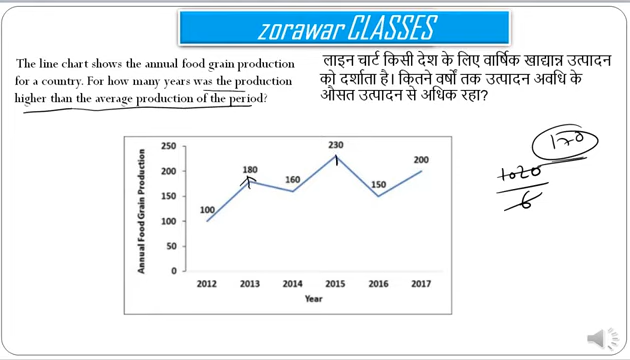 zorawar CLASSES
The line chart shows the annual food grain production
for a country. For how many years was the production
higher than the average production of the period?
लाइन चार्ट किसी देश के लिए वार्षिक खाद्यान्न उत्पादन
को दर्शाता है। कितने वर्षों तक उत्पादन अवधि के
औसत उत्पादन से अधिक रहा?
170
1020
6
Annual Food Grain Production
250
200
150
100
50
0
100
180
160
230
150
200
2012 2013 2014 2015 2016 2017
Year